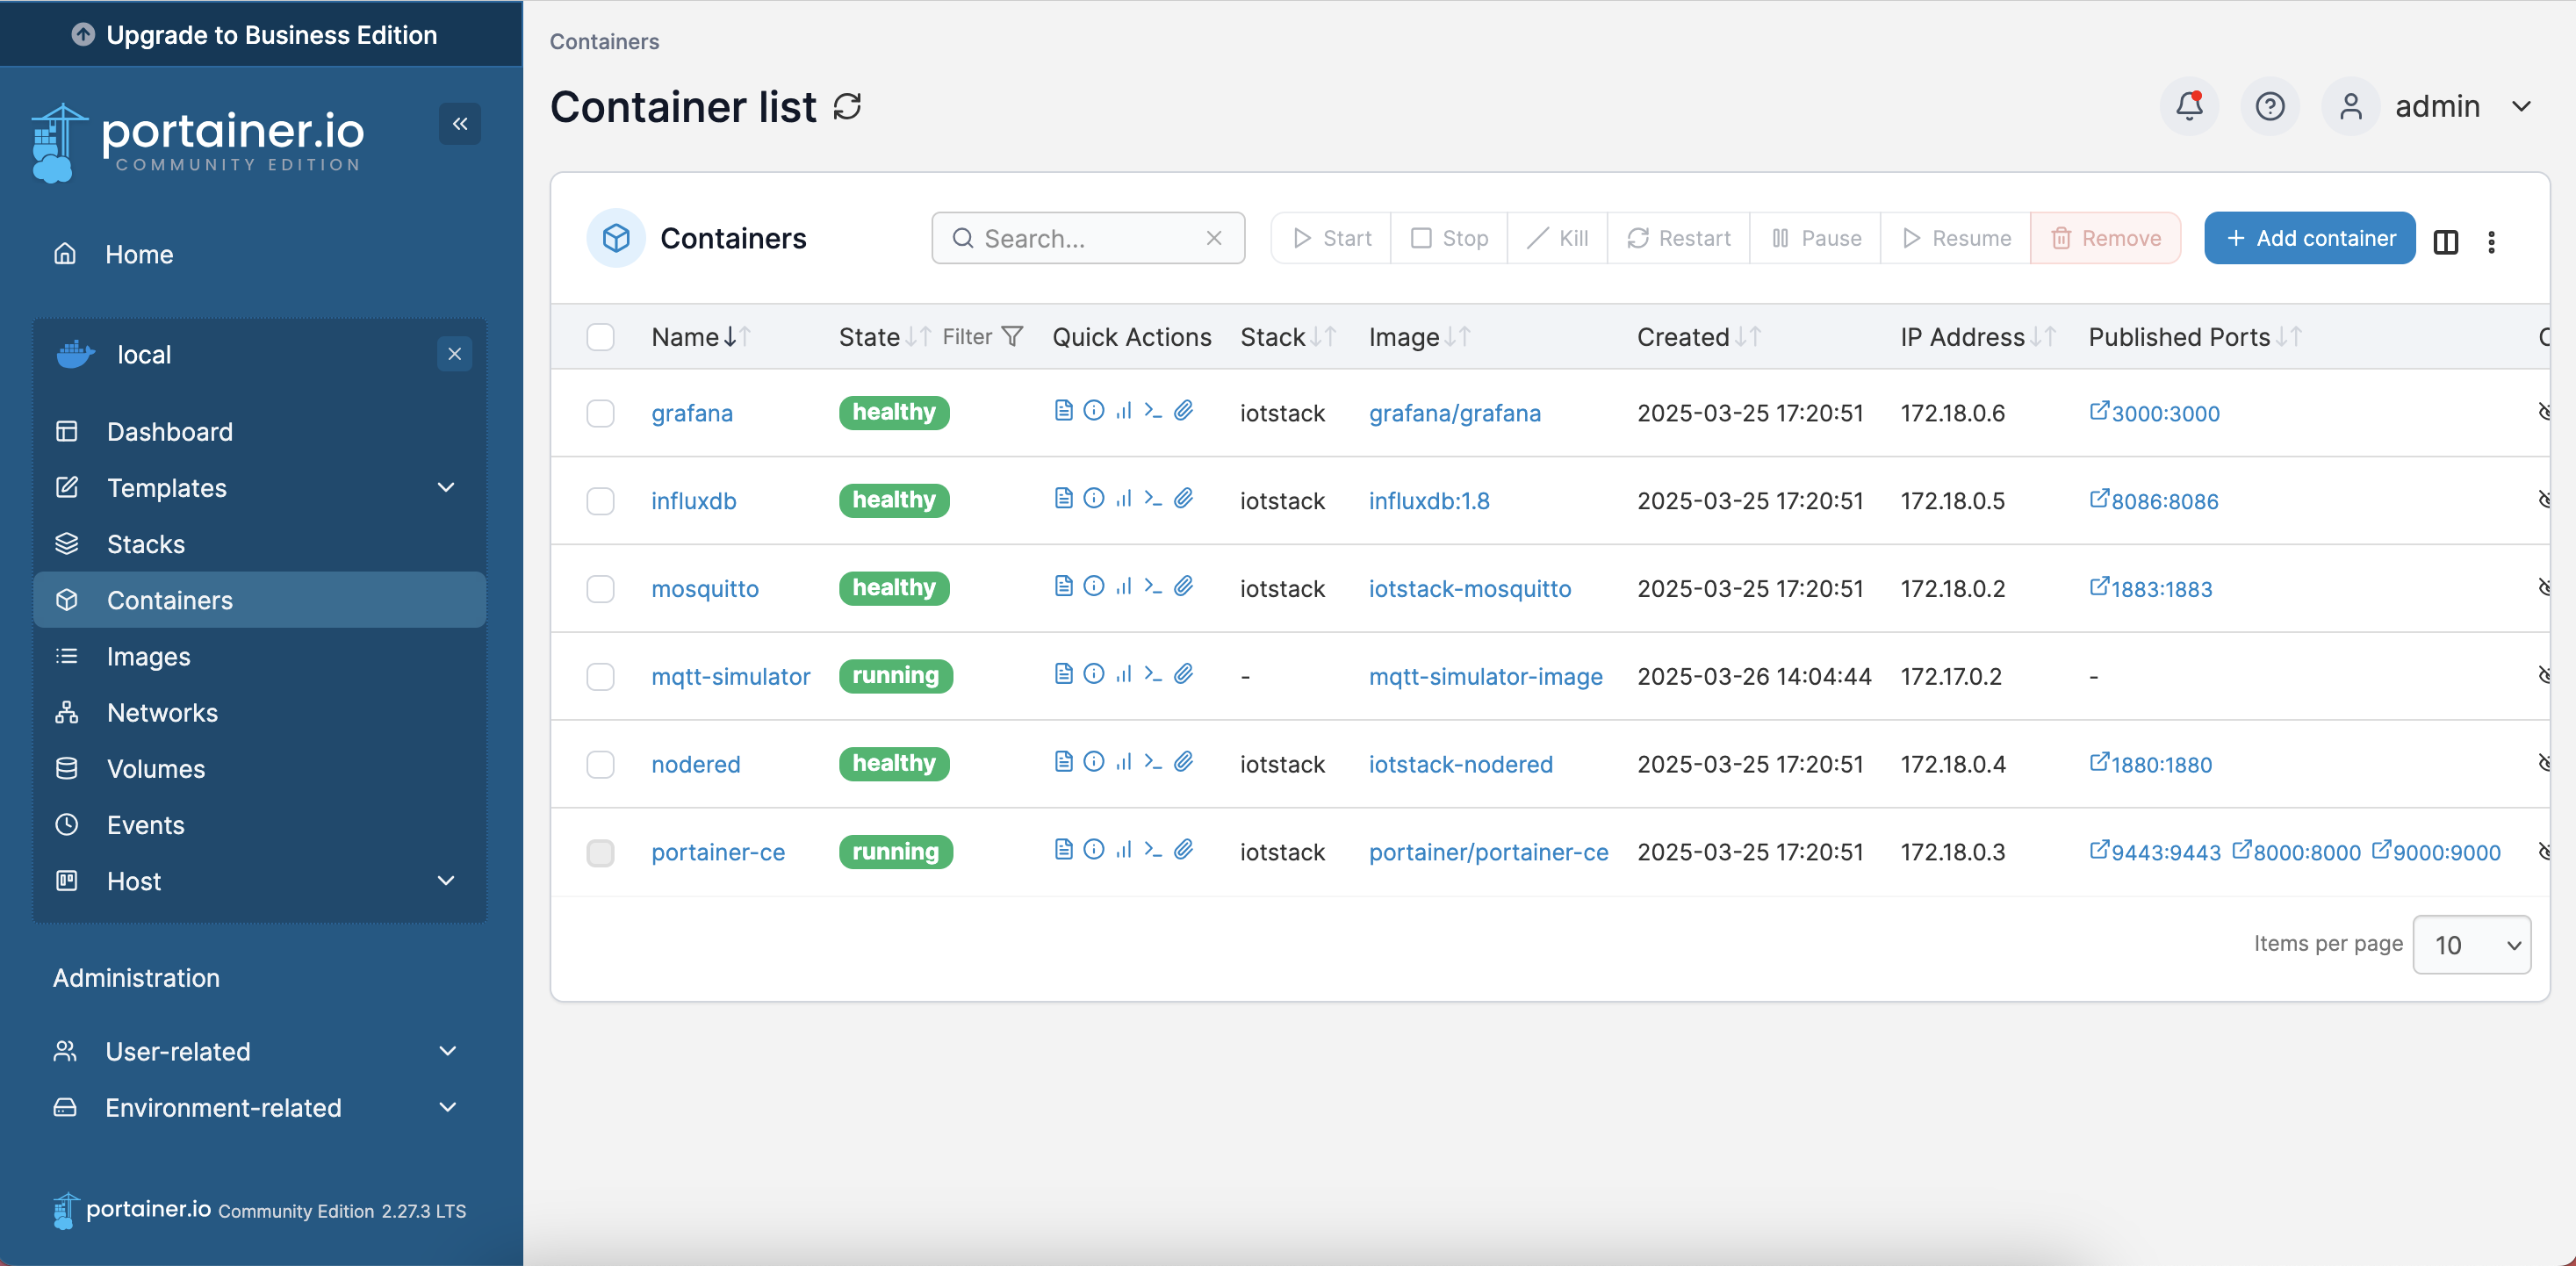 Upgrade to Business Edition
portainer.io
COMMUNITY EDITION
Home
local
Dashboard
Templates
Stacks
Containers
Images
Networks
Volumes
Events
Host
Administration
User-related
Environment-related
portainer.io Community Edition 2.27.3 LTS
Containers
Container list
admin
Containers
Search...
Start
Stop
Kill
Restart
Pause
Resume
Remove
Add container
Name State Filter Quick Actions Stack Image Created IP Address Published Ports
grafana healthy iotstack grafana/grafana 2025-03-25 17:20:51 172.18.0.6 3000:3000
influxdb healthy iotstack influxdb:1.8 2025-03-25 17:20:51 172.18.0.5 8086:8086
mosquitto healthy iotstack iotstack-mosquitto 2025-03-25 17:20:51 172.18.0.2 1883:1883
mqtt-simulator running - mqtt-simulator-image 2025-03-26 14:04:44 172.17.0.2 -
nodered healthy iotstack iotstack-nodered 2025-03-25 17:20:51 172.18.0.4 1880:1880
portainer-ce running iotstack portainer/portainer-ce 2025-03-25 17:20:51 172.18.0.3 9443:9443 8000:8000 9000:9000
Items per page 10